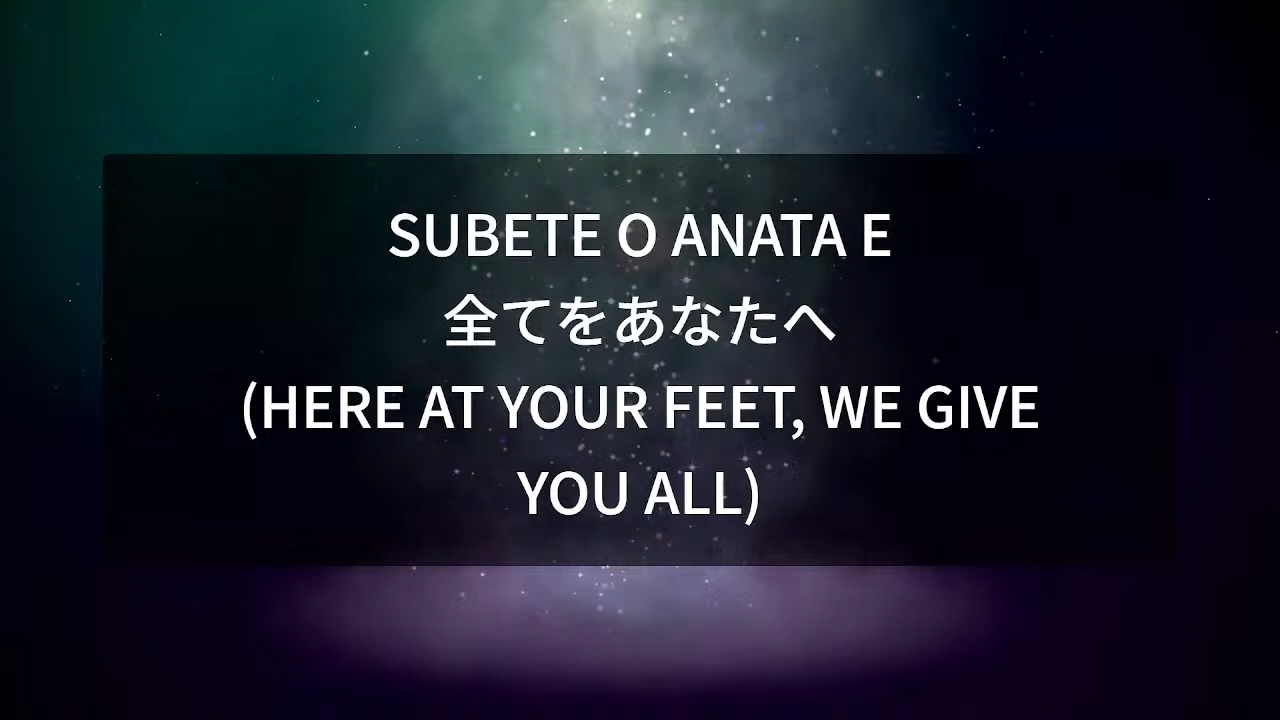 SUBETE O ANATA E
全てをあなたへ
(HERE AT YOUR FEET, WE GIVE
YOU ALL)